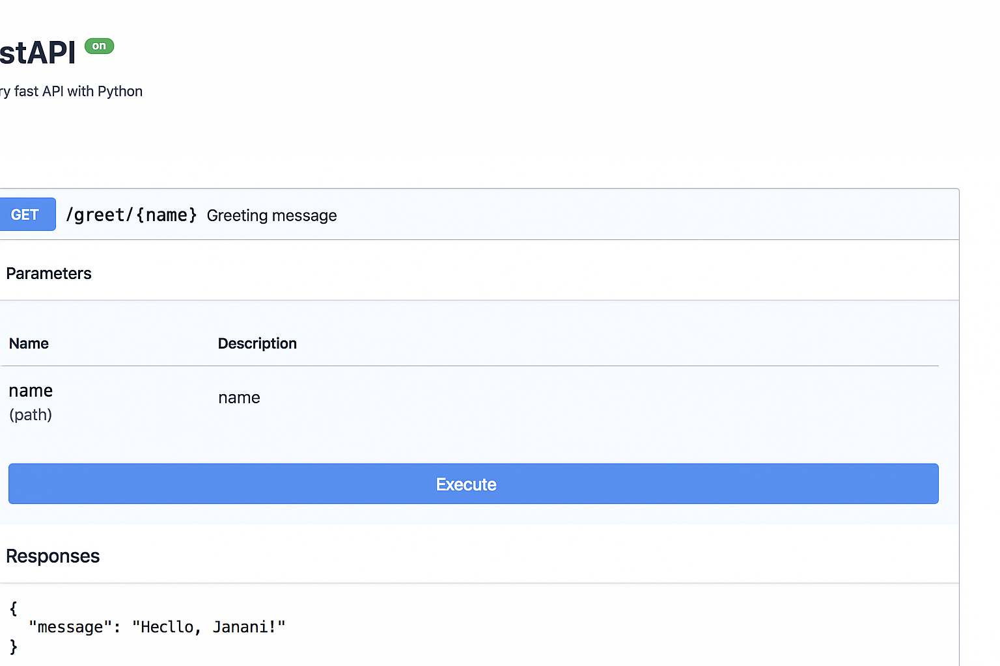 stAPI on
ry fast API with Python
GET /greet/{name} Greeting message
Parameters
Name Description
name name
(path)
Execute
Responses
{
"message": "Hecllo, Janani!"
}